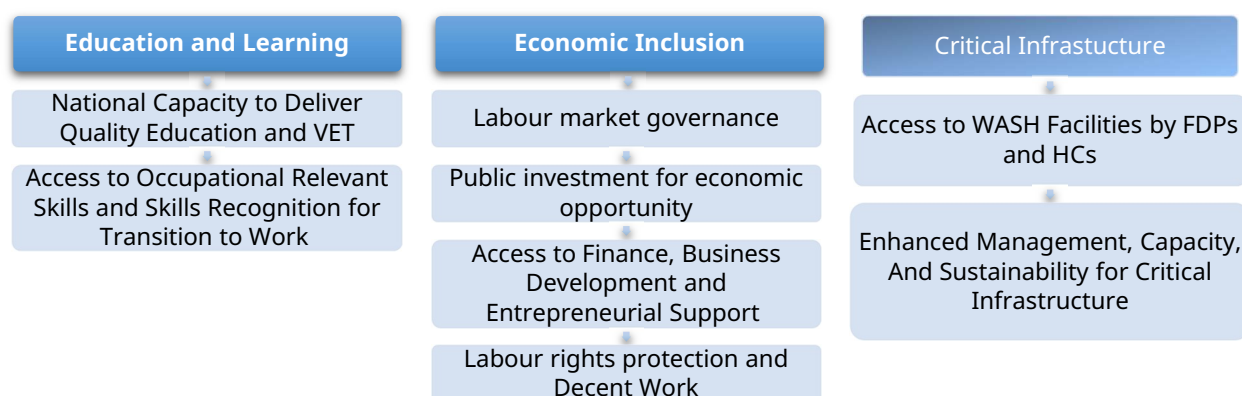 Education and Learning
National Capacity to Deliver
Quality Education and VET
Access to Occupational Relevant
Skills and Skills Recognition for
Transition to Work
Economic Inclusion
Labour market governance
Public investment for economic
opportunity
Access to Finance, Business
Development and
Entrepreneurial Support
Labour rights protection and
Decent Work
Critical Infrastucture
Access to WASH Facilities by FDPs
and HCs
Enhanced Management, Capacity,
And Sustainability for Critical
Infrastructure